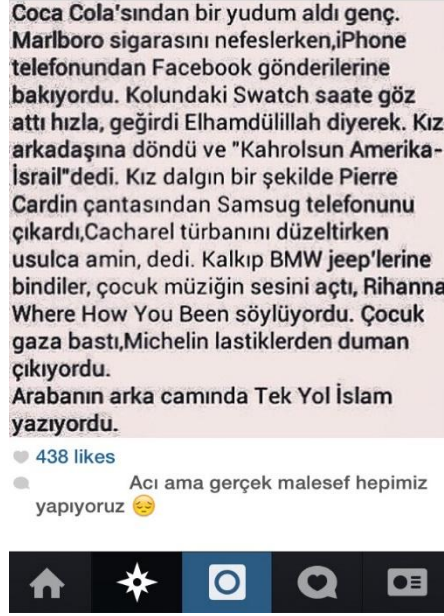 Coca Cola'sından bir yudum aldı genç.
Marlboro sigarasını nefeslerken,iPhone
telefonundan Facebook gönderilerine
bakıyordu. Kolundaki Swatch saate göz
attı hızla, geğirdi Elhamdülillah diyerek. Kız
arkadaşına döndü ve "Kahrolsun Amerika-
İsrail"dedi. Kız dalgın bir şekilde Pierre
Cardin çantasından Samsug telefonunu
çıkardı,Cacharel türbanını düzeltirken
usulca amin, dedi. Kalkıp BMW jeep'lerine
bindiler, çocuk müziğin sesini açtı, Rihanna
Where How You Been söylüyordu. Çocuk
gaza bastı,Michelin lastiklerden duman
çıkıyordu.
Arabanın arka camında Tek Yol İslam
yazıyordu.
438 likes
Acı ama gerçek malesef hepimiz
yapıyoruz 😔